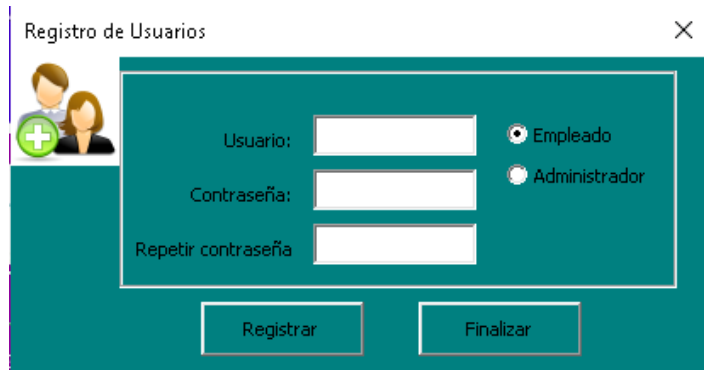 Registro de Usuarios
Usuario:
Empleado
Contraseña:
Administrador
Repetir contraseña
Registrar
Finalizar